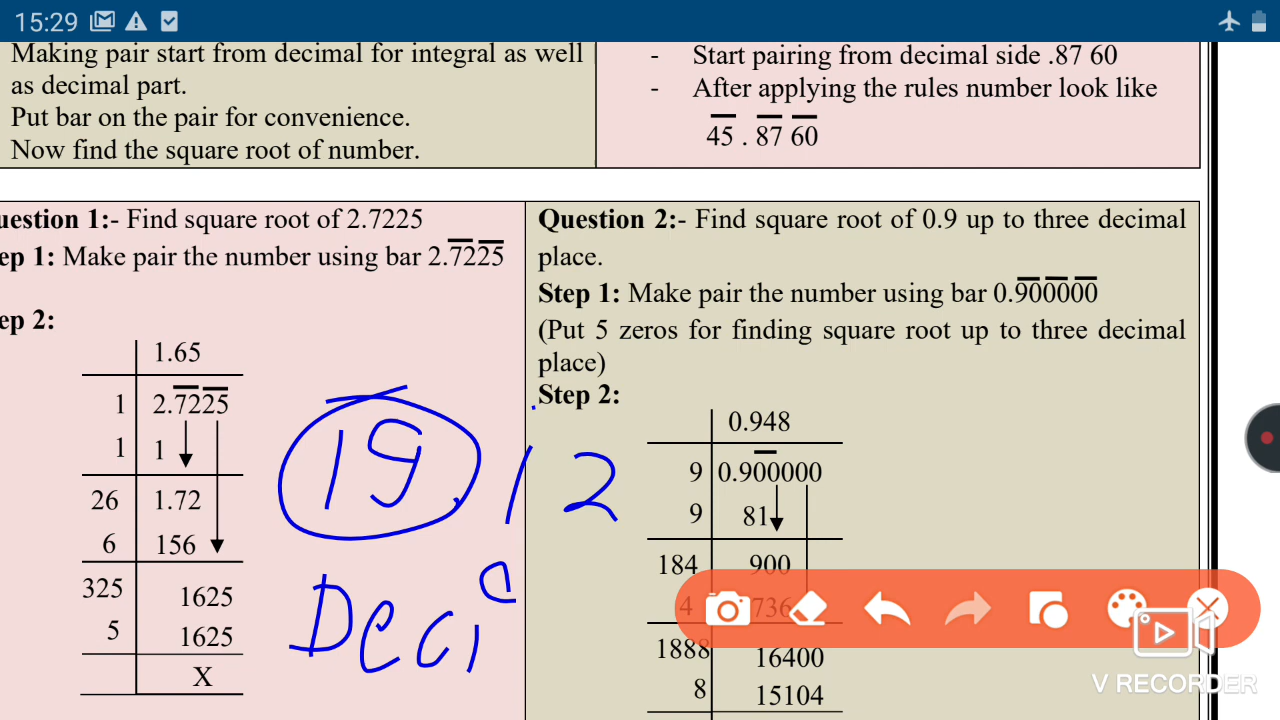 15:29
Making pair start from decimal for integral as well
as decimal part.
Put bar on the pair for convenience.
Now find the square root of number.
- Start pairing from decimal side .87 60
- After applying the rules number look like
45 . 87 60
uestion 1:- Find square root of 2.7225
ep 1: Make pair the number using bar 2.7225
ep 2:
1.65
1 2.7225
1 1
26 1.72
6 156
325 1625
5 1625
X
19.12
Deci
Question 2:- Find square root of 0.9 up to three decimal
place.
Step 1: Make pair the number using bar 0.900000
(Put 5 zeros for finding square root up to three decimal
place)
Step 2:
0.948
9 0.900000
9 81
184 900
4 736
1888 16400
8 15104
V RECORDER